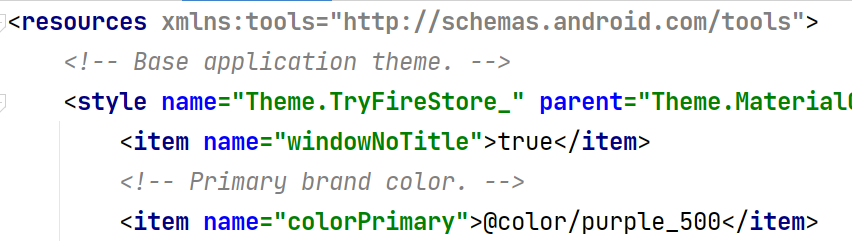 <resources xmlns:tools="http://schemas.android.com/tools">
<!-- Base application theme. -->
<style name="Theme.TryFireStore_" parent="Theme.Material
<item name="windowNoTitle">true</item>
<!-- Primary brand color. -->
<item name="colorPrimary">@color/purple_500</item>